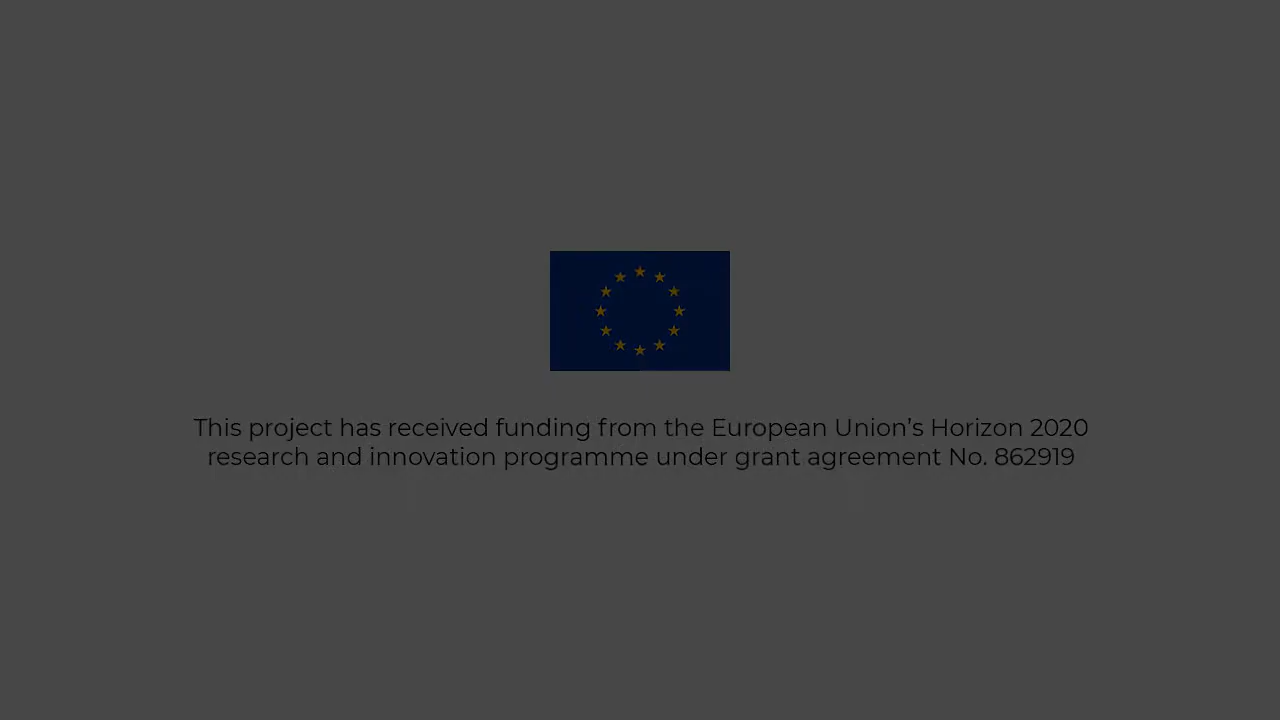 This project has received funding from the European Union’s Horizon 2020
research and innovation programme under grant agreement No. 862919